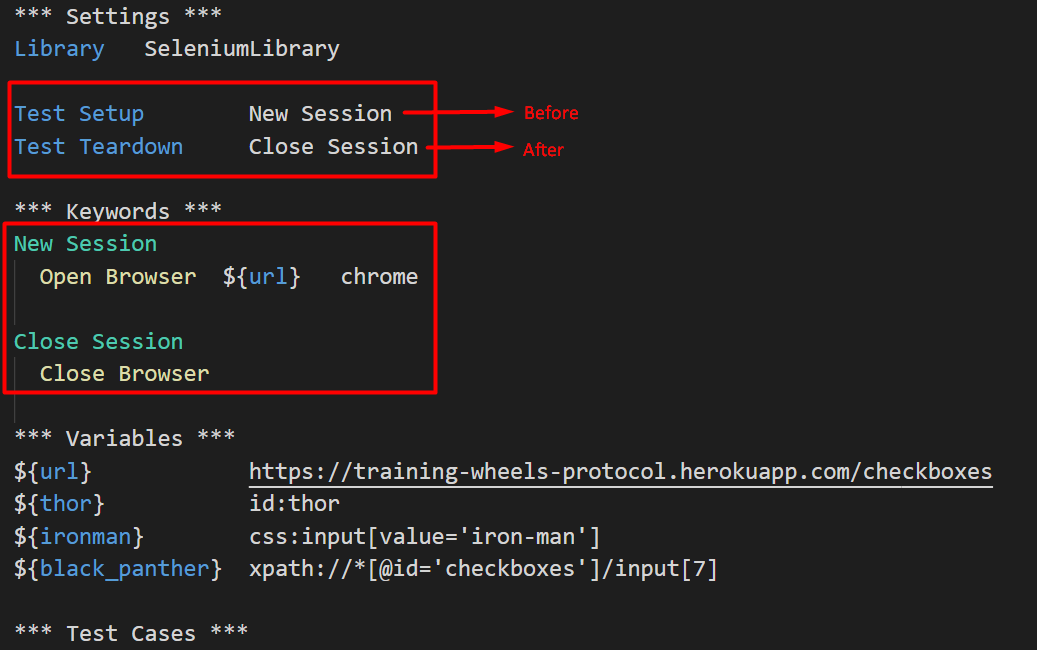 *** Settings ***
Library SeleniumLibrary
Test Setup New Session Before
Test Teardown Close Session After
*** Keywords ***
New Session
Open Browser ${url} chrome
Close Session
Close Browser
*** Variables ***
${url} https://training-wheels-protocol.herokuapp.com/checkboxes
${thor} id:thor
${ironman} css:input[value='iron-man']
${black_panther} xpath://*[@id='checkboxes']/input[7]
*** Test Cases ***